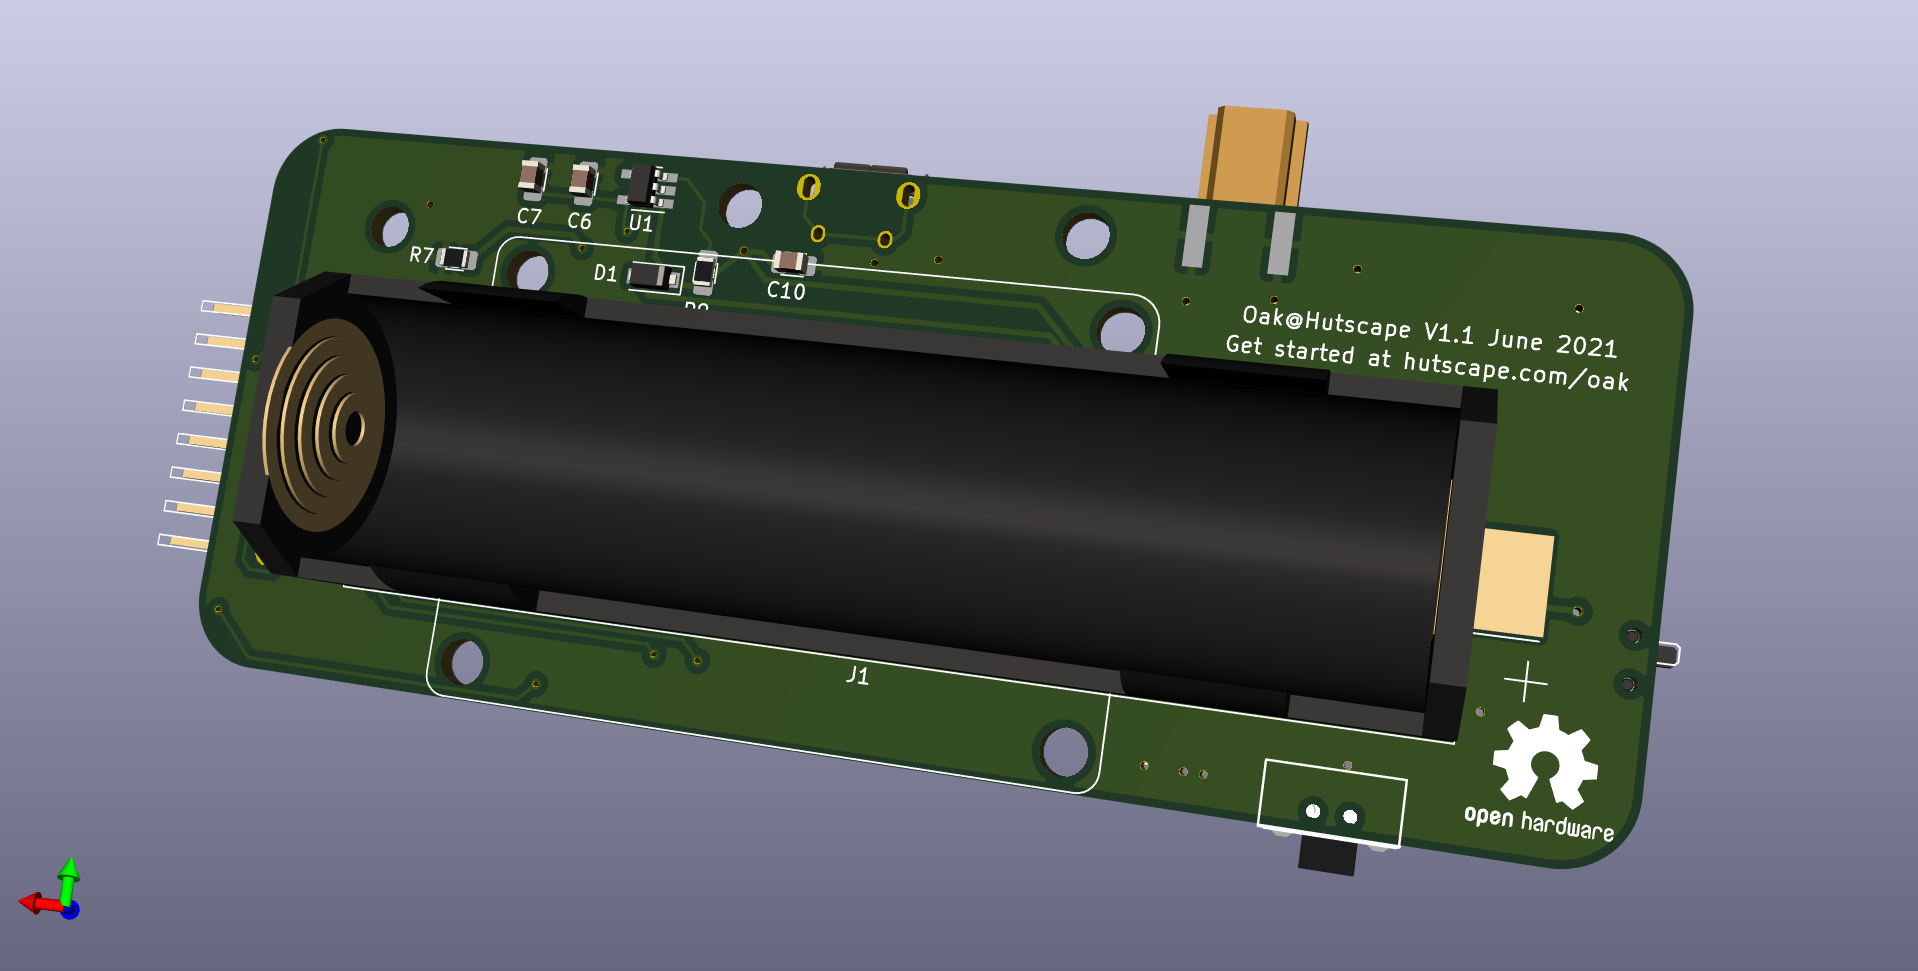 C7
C6
U1
R7
D1
C10
Oak@Hutscape V1.1 June 2021
Get started at hutscape.com/oak
J1
open hardware